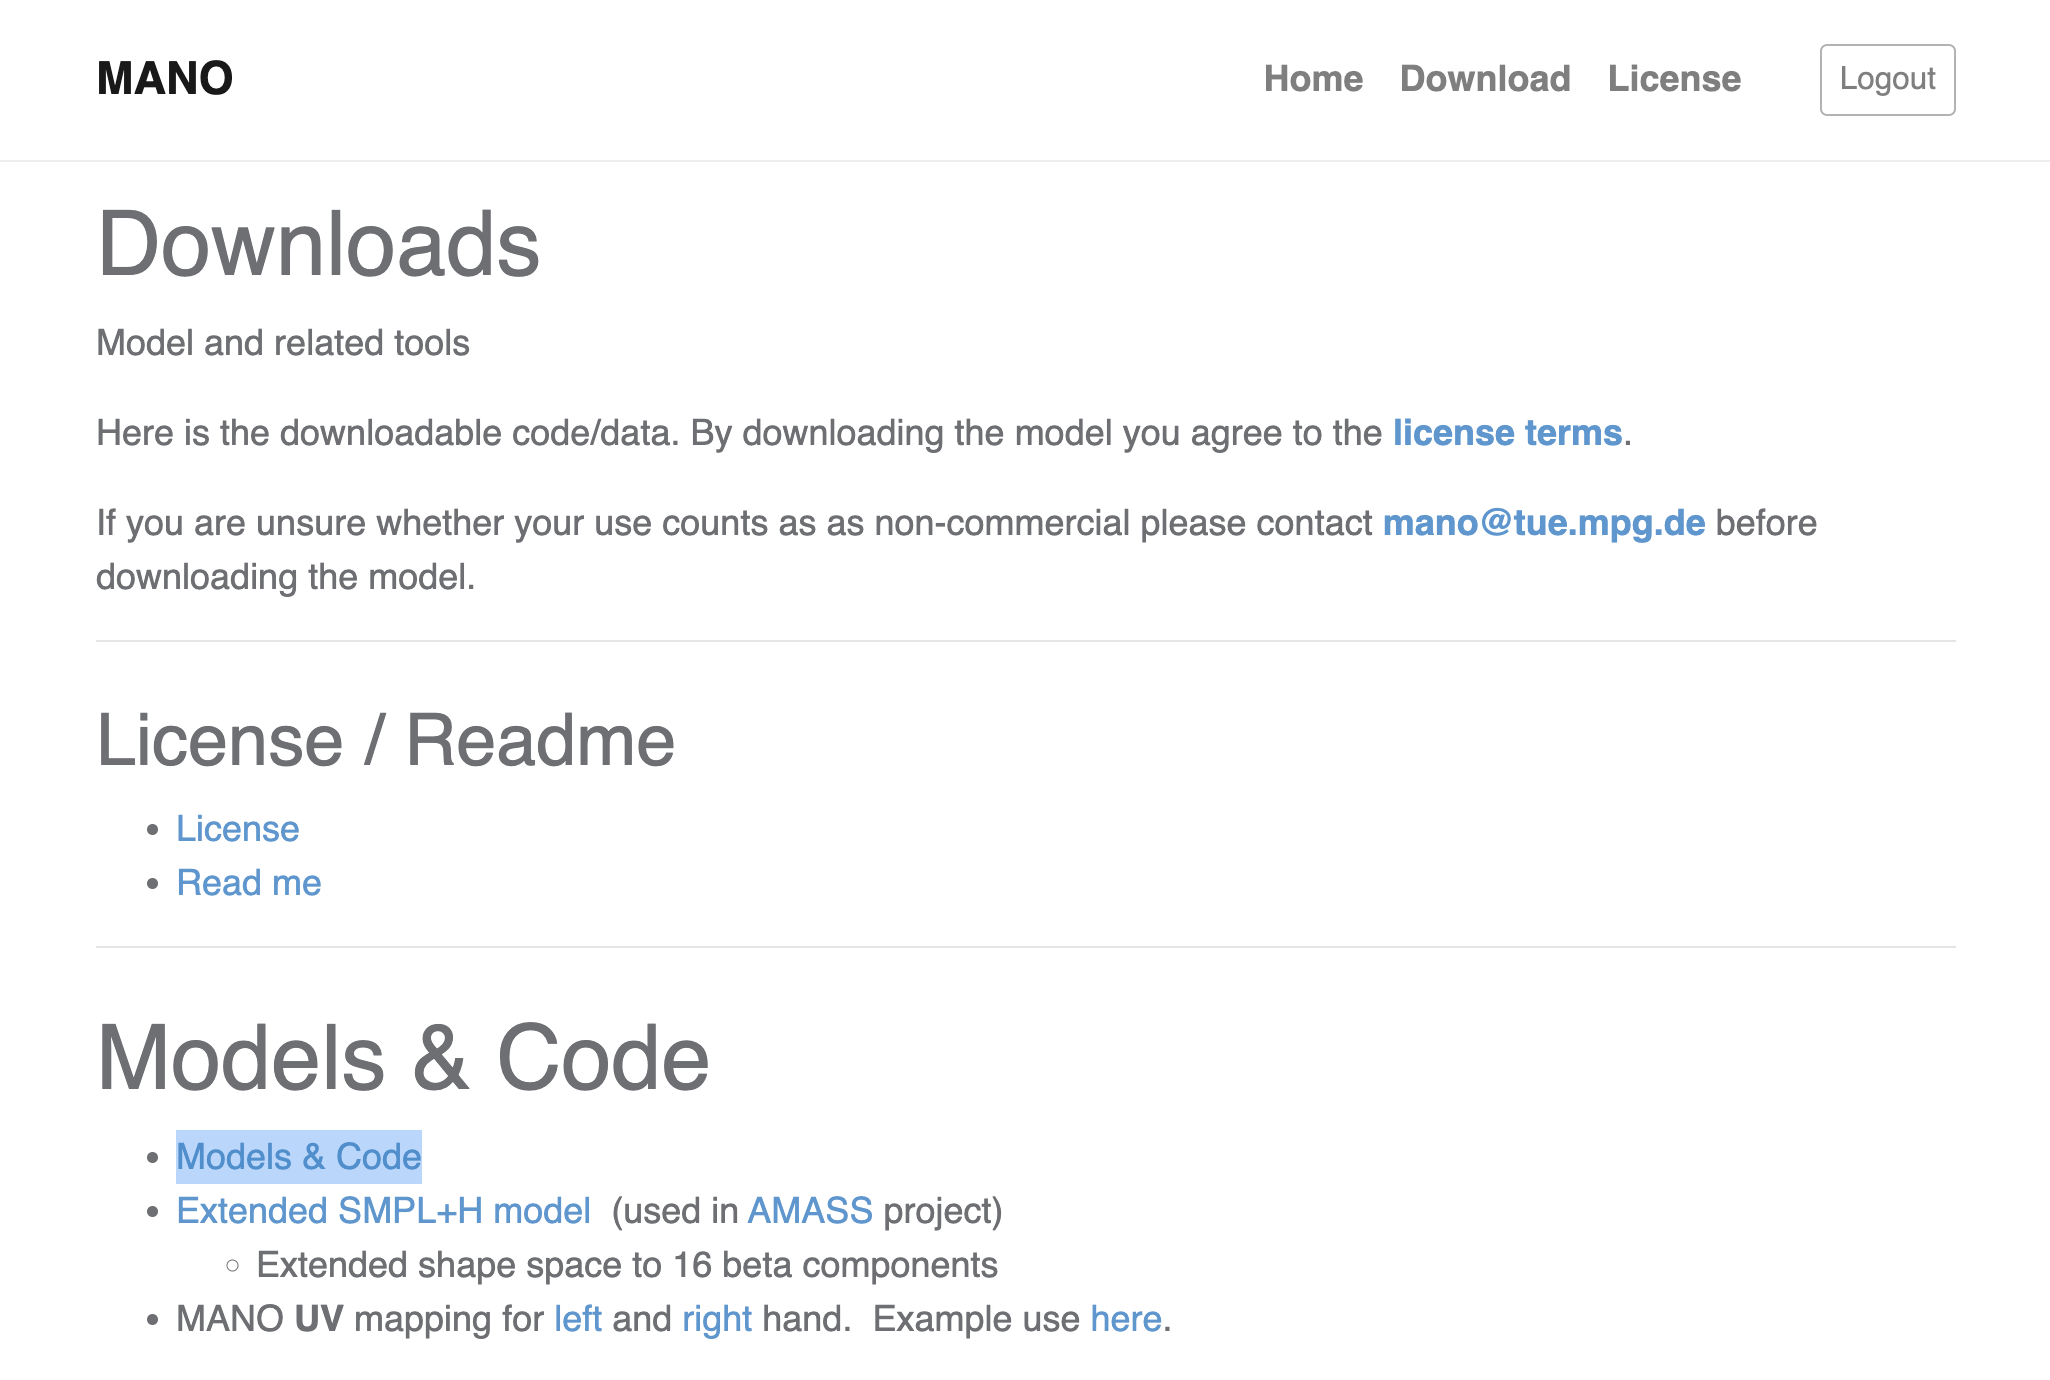 MANO
Home Download License Logout
Downloads
Model and related tools
Here is the downloadable code/data. By downloading the model you agree to the license terms.
If you are unsure whether your use counts as as non-commercial please contact mano@tue.mpg.de before
downloading the model.
License / Readme
• License
• Read me
Models & Code
• Models & Code
• Extended SMPL+H model (used in AMASS project)
◦ Extended shape space to 16 beta components
• MANO UV mapping for left and right hand. Example use here.